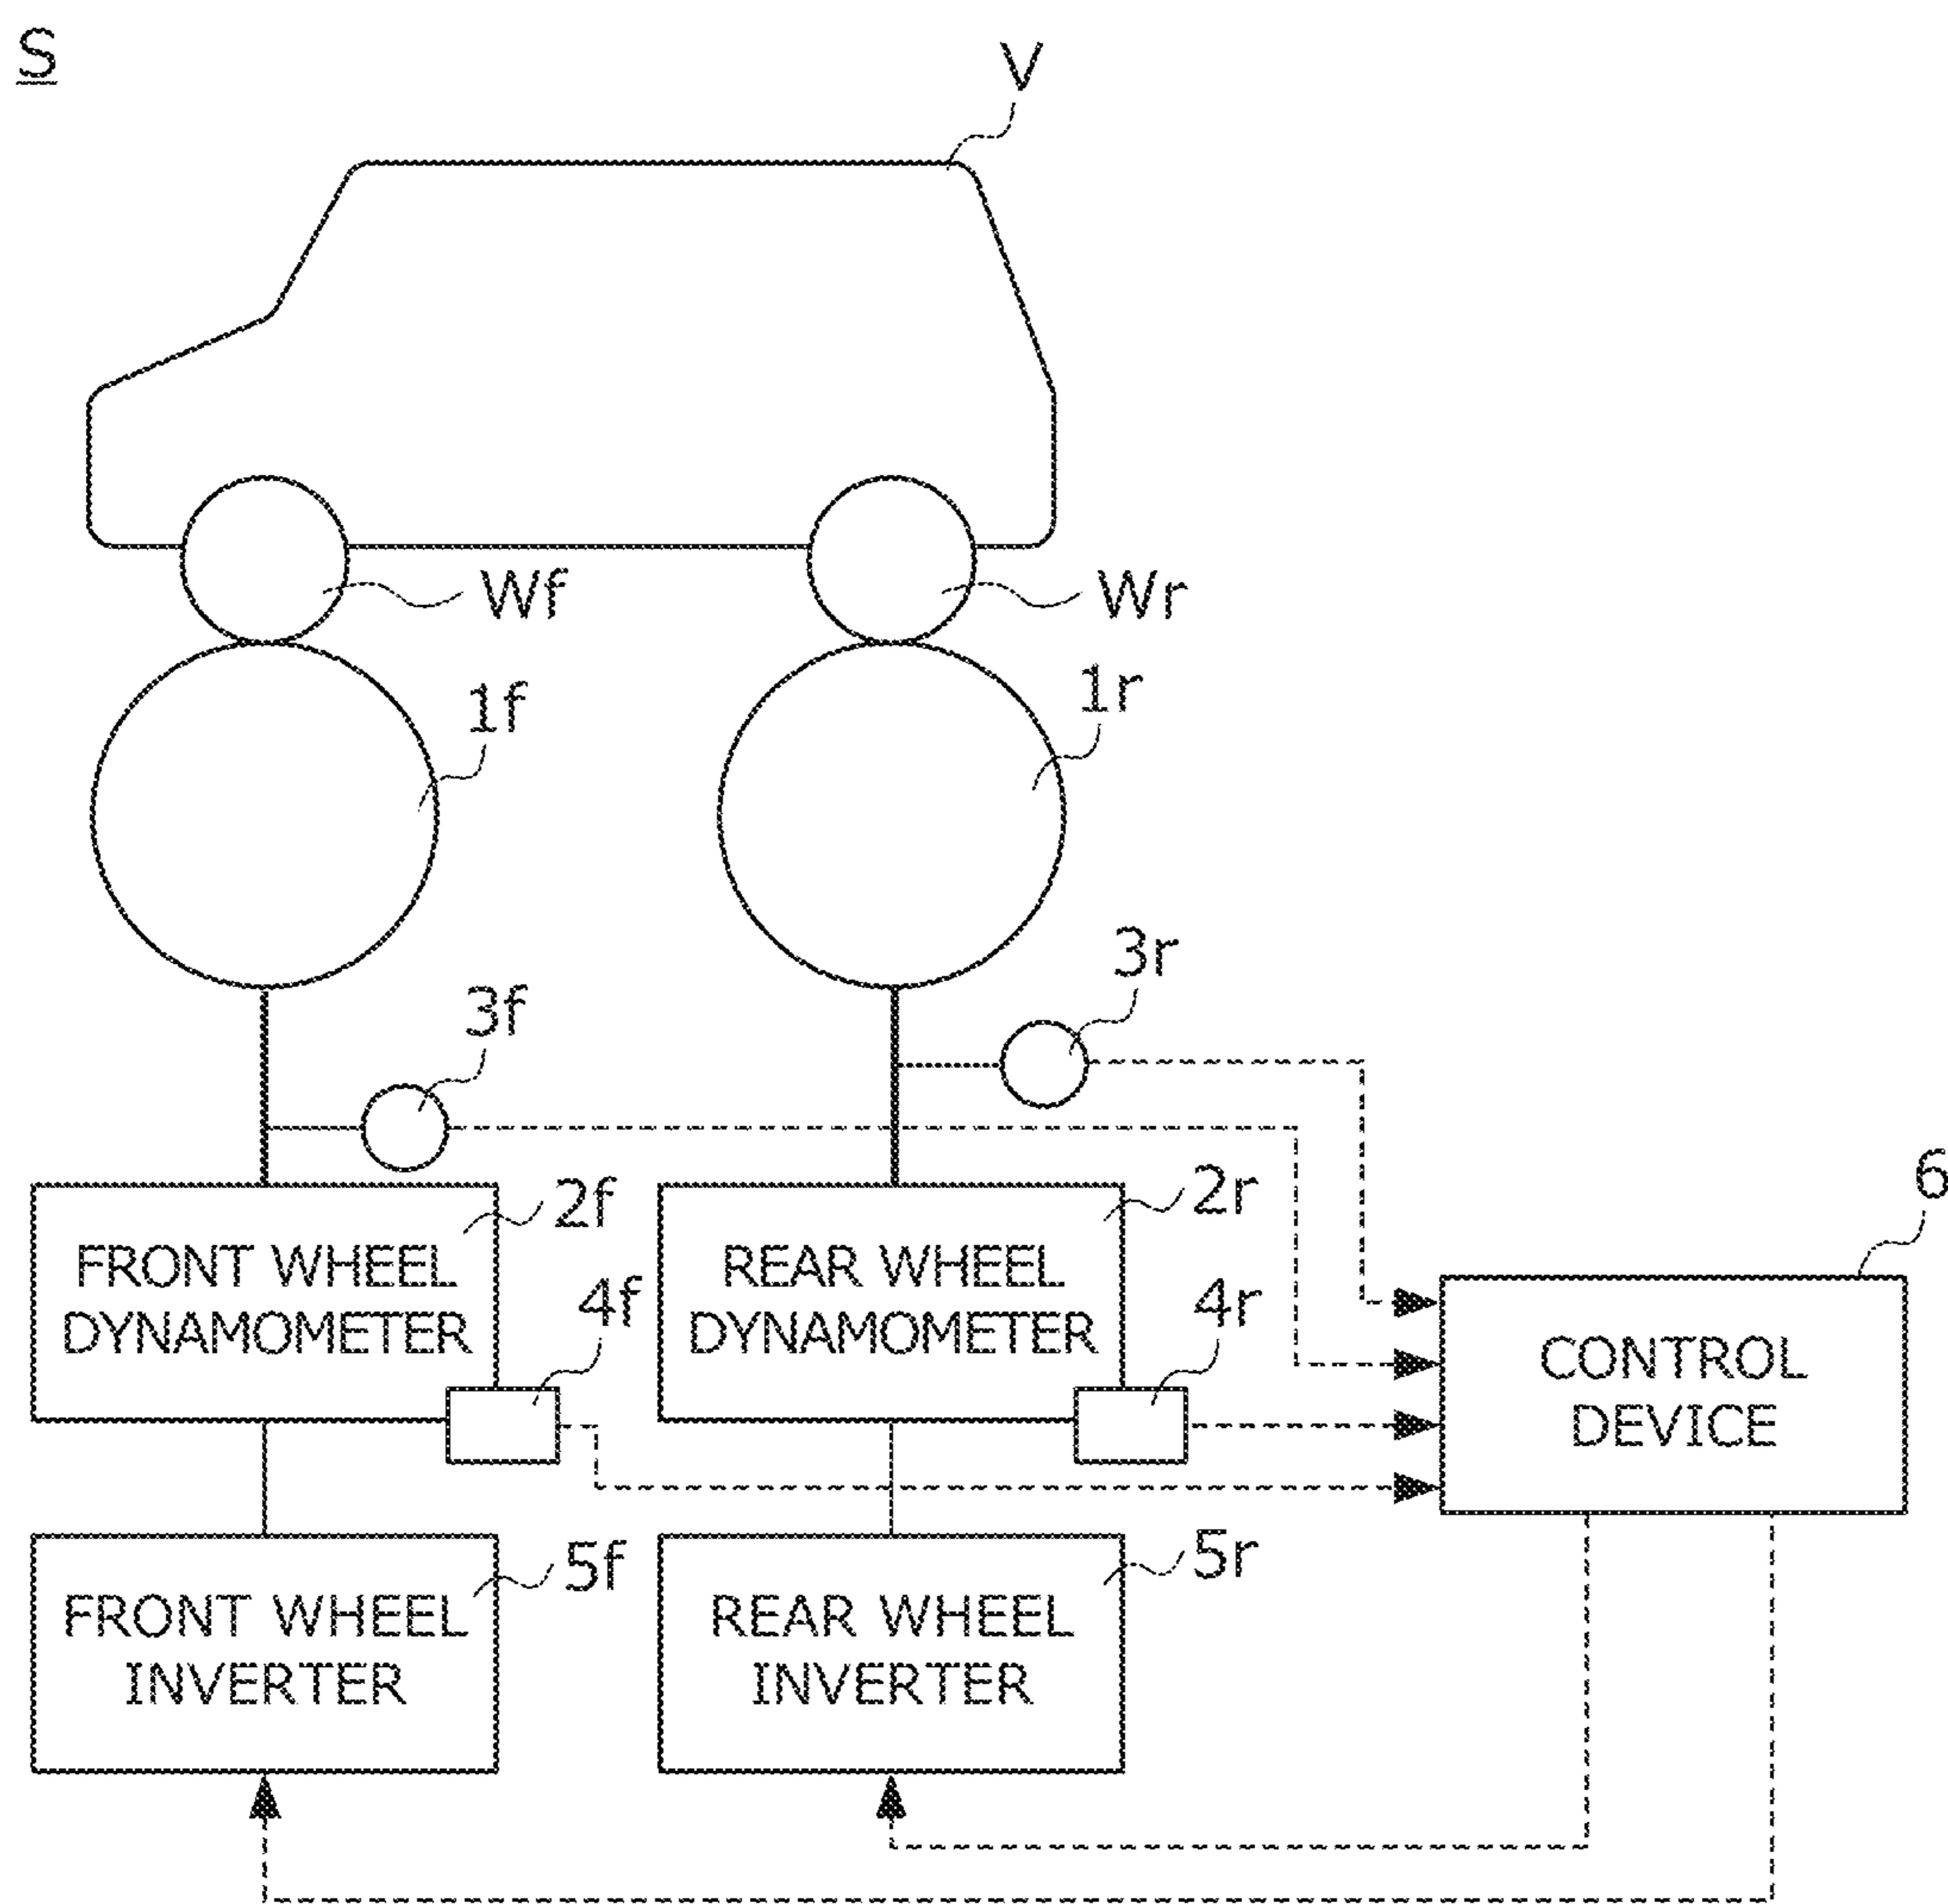 S
V
Wf
Wr
1f
1r
3r
3f
2f
2r
6
FRONT WHEEL
DYNAMOMETER
REAR WHEEL
DYNAMOMETER
4f
4r
CONTROL
DEVICE
5f
5r
FRONT WHEEL
INVERTER
REAR WHEEL
INVERTER